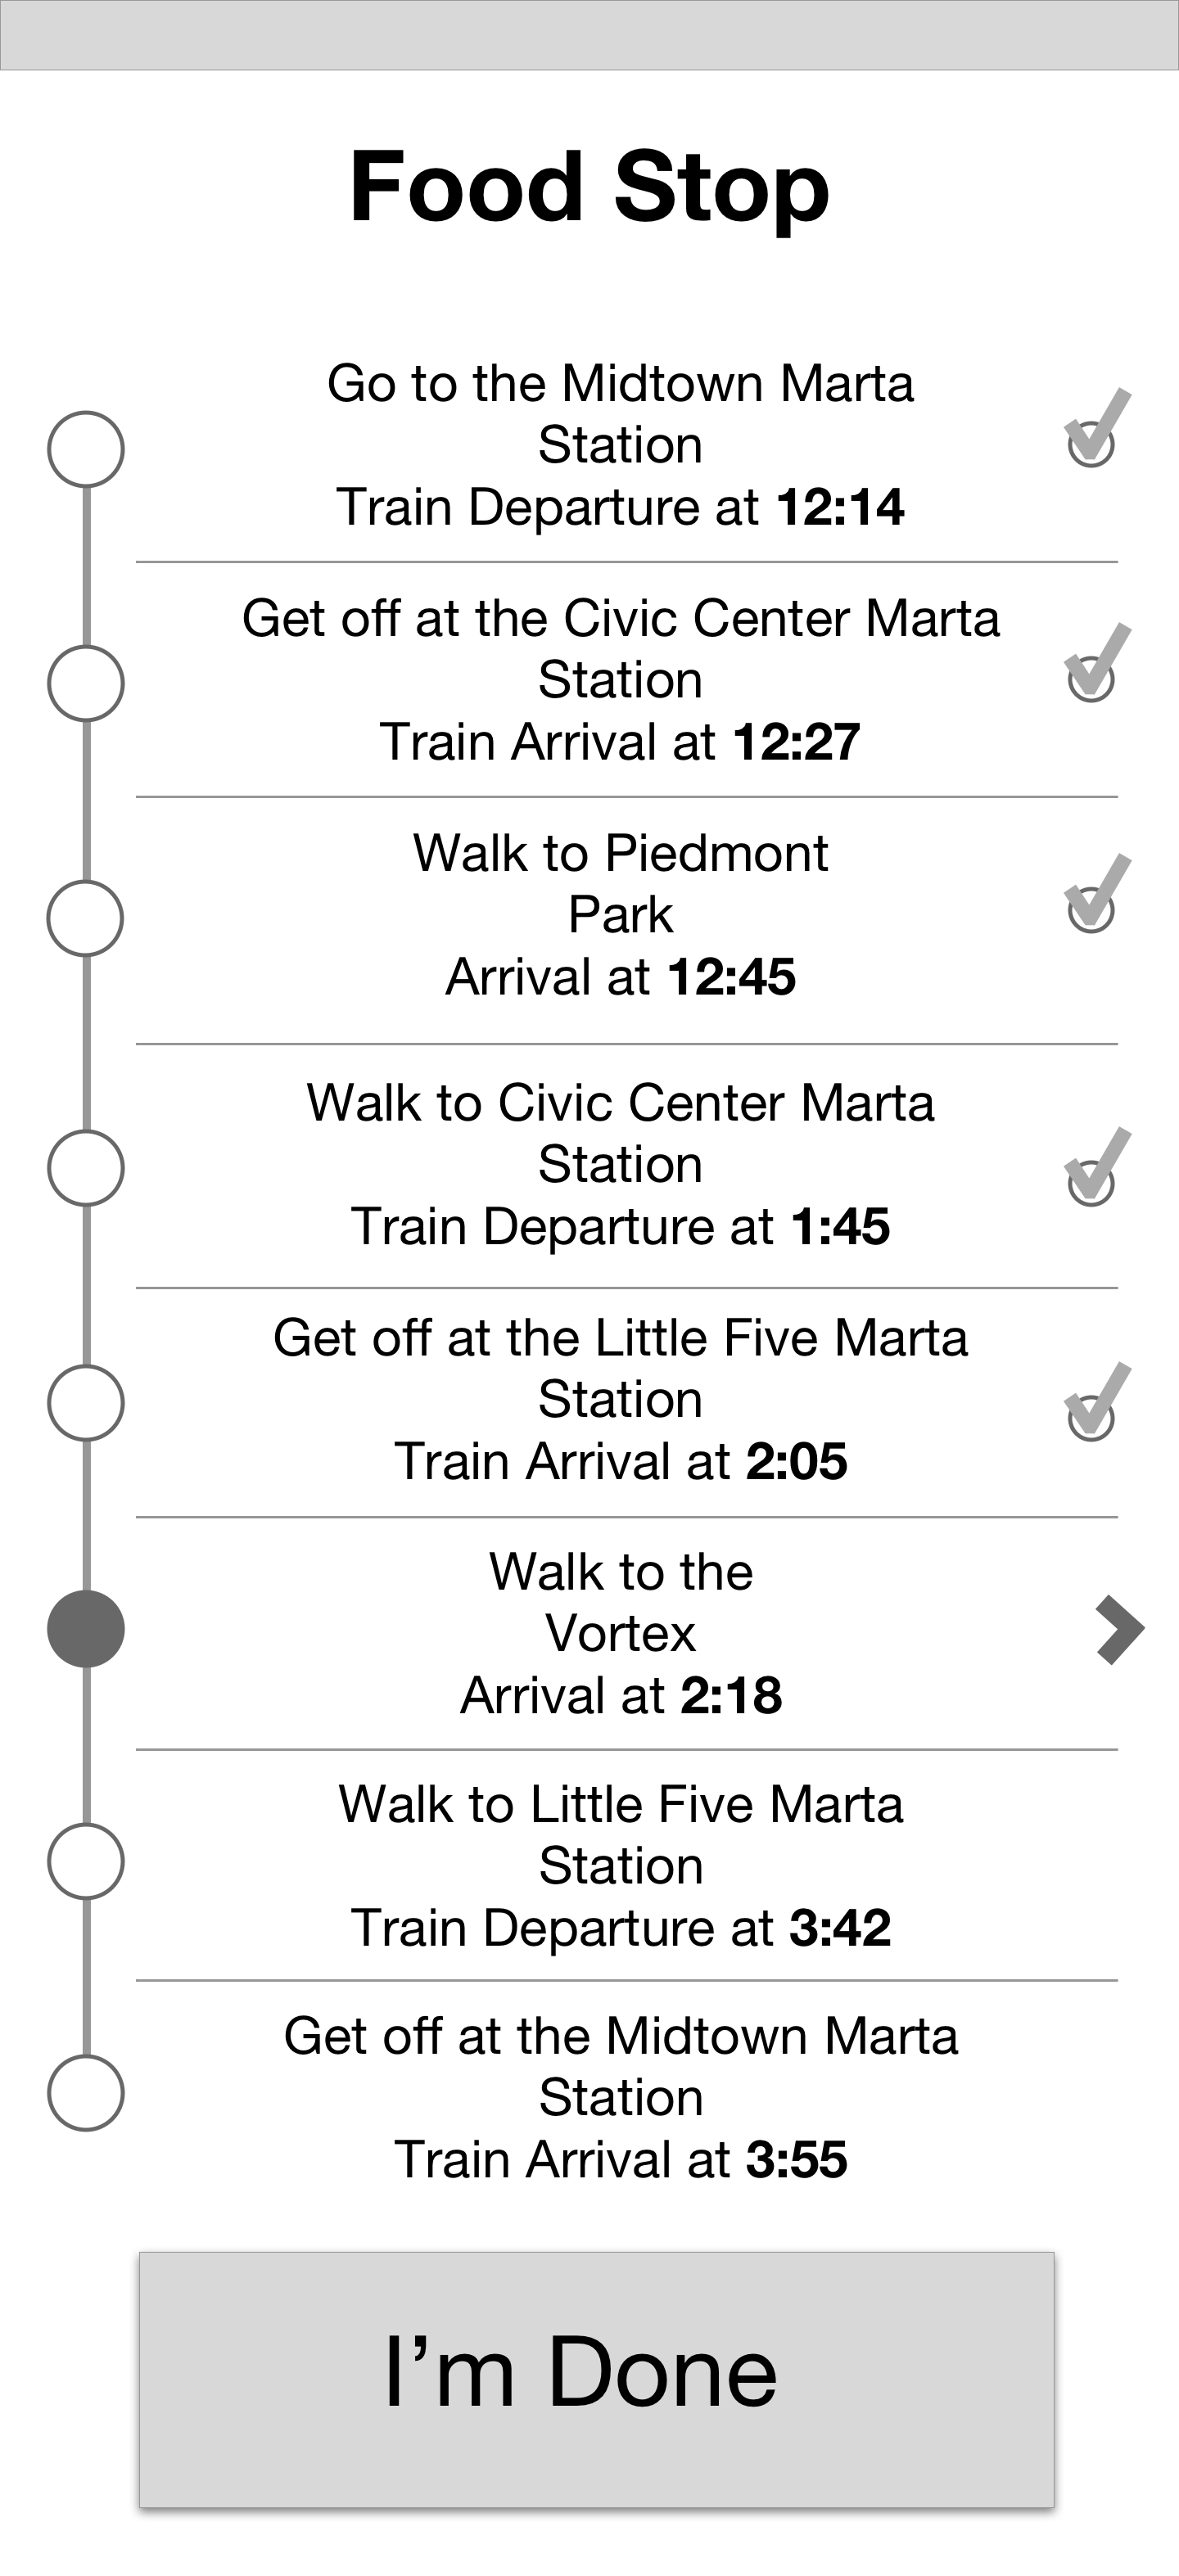 Food Stop
Go to the Midtown Marta
Station
Train Departure at 12:14
Get off at the Civic Center Marta
Station
Train Arrival at 12:27
Walk to Piedmont
Park
Arrival at 12:45
Walk to Civic Center Marta
Station
Train Departure at 1:45
Get off at the Little Five Marta
Station
Train Arrival at 2:05
Walk to the
Vortex
Arrival at 2:18
Walk to Little Five Marta
Station
Train Departure at 3:42
Get off at the Midtown Marta
Station
Train Arrival at 3:55
I’m Done